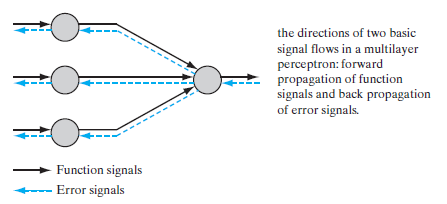 the directions of two basic
signal flows in a multilayer
perceptron: forward
propagation of function
signals and back propagation
of error signals.
Function signals
Error signals